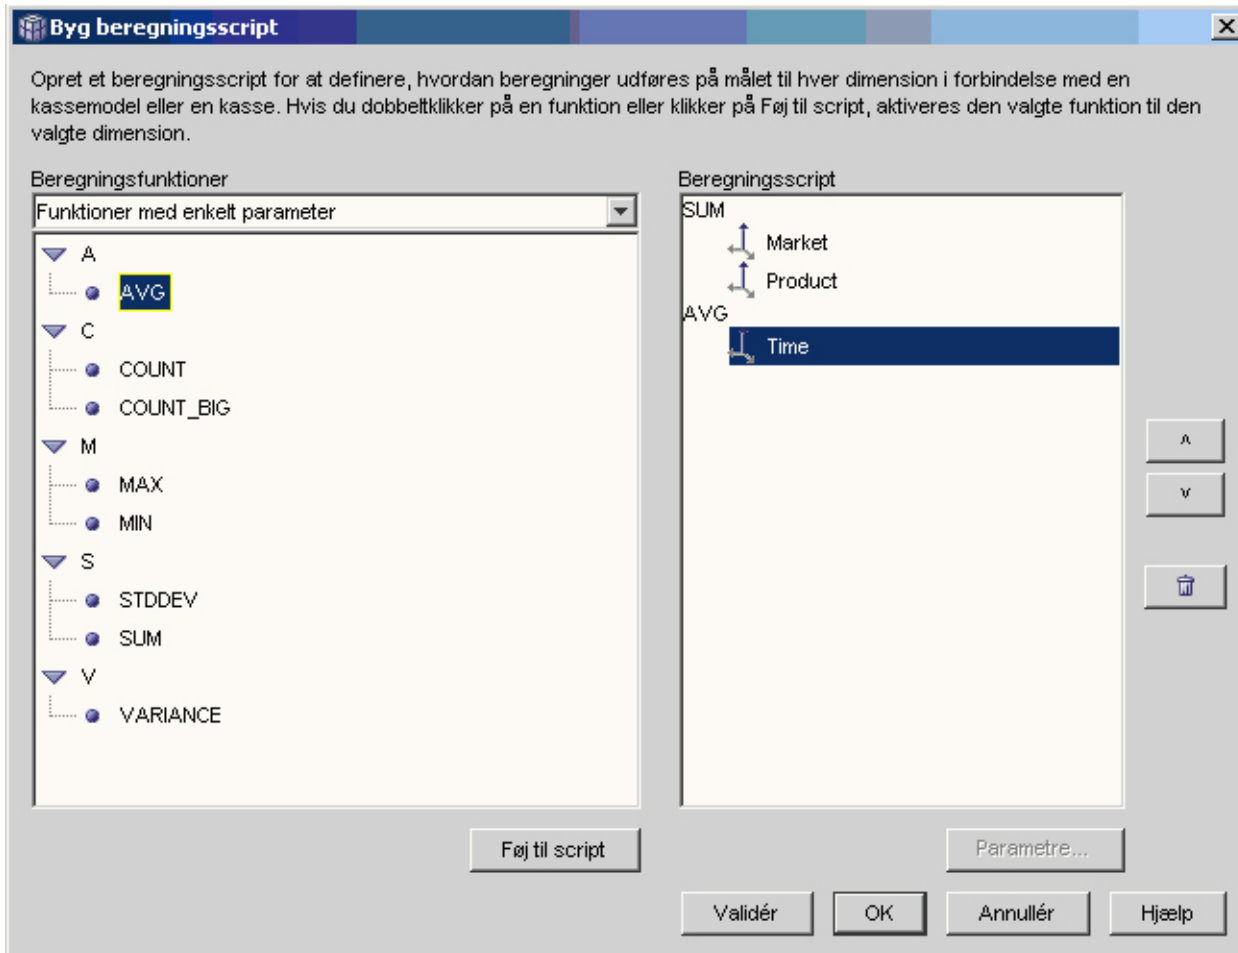 Byg beregningsscript
Opret et beregningsscript for at definere, hvordan beregninger udføres på målet til hver dimension i forbindelse med en
kassemodel eller en kasse. Hvis du dobbeltklikker på en funktion eller klikker på Føj til script, aktiveres den valgte funktion til den
valgte dimension.
Beregningsfunktioner
Funktioner med enkelt parameter
A
AVG
C
COUNT
COUNT_BIG
M
MAX
MIN
S
STDDEV
SUM
V
VARIANCE
Føj til script
Beregningsscript
SUM
Market
Product
AVG
Time
Parametre...
Validér
OK
Annullér
Hjælp